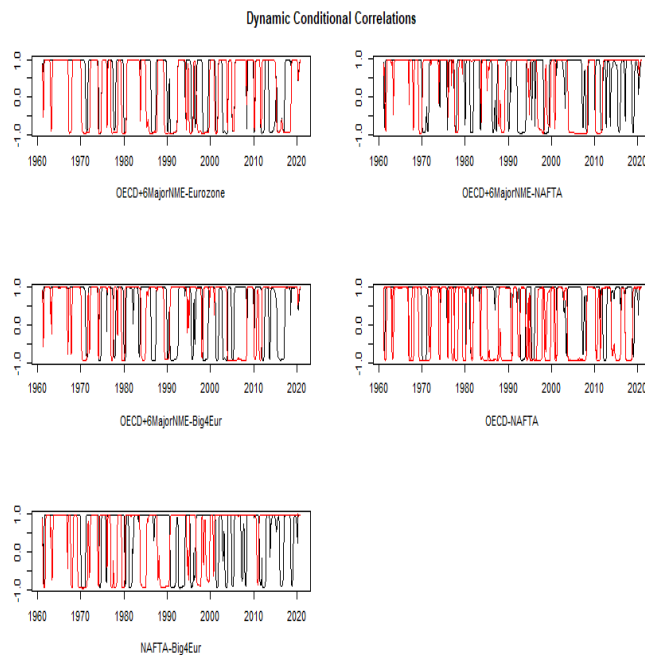 Dynamic Conditional Correlations
-1.0 0.0 1.0
1960 1970 1980 1990 2000 2010 2020
OECD+6MajorNME-Eurozone
-1.0 0.0 1.0
1960 1970 1980 1990 2000 2010 2020
OECD+6MajorNME-NAFTA
-1.0 0.0 1.0
1960 1970 1980 1990 2000 2010 2020
OECD+6MajorNME-Big4Eur
-1.0 0.0 1.0
1960 1970 1980 1990 2000 2010 2020
OECD-NAFTA
-1.0 0.0 1.0
1960 1970 1980 1990 2000 2010 2020
NAFTA-Big4Eur